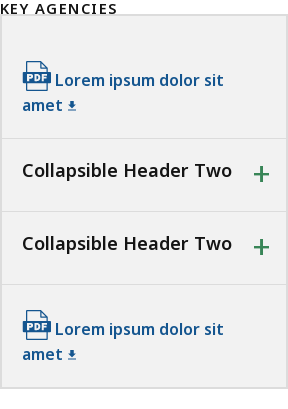 KEY AGENCIES
PDF Lorem ipsum dolor sit
amet
Collapsible Header Two
+
Collapsible Header Two
+
PDF Lorem ipsum dolor sit
amet